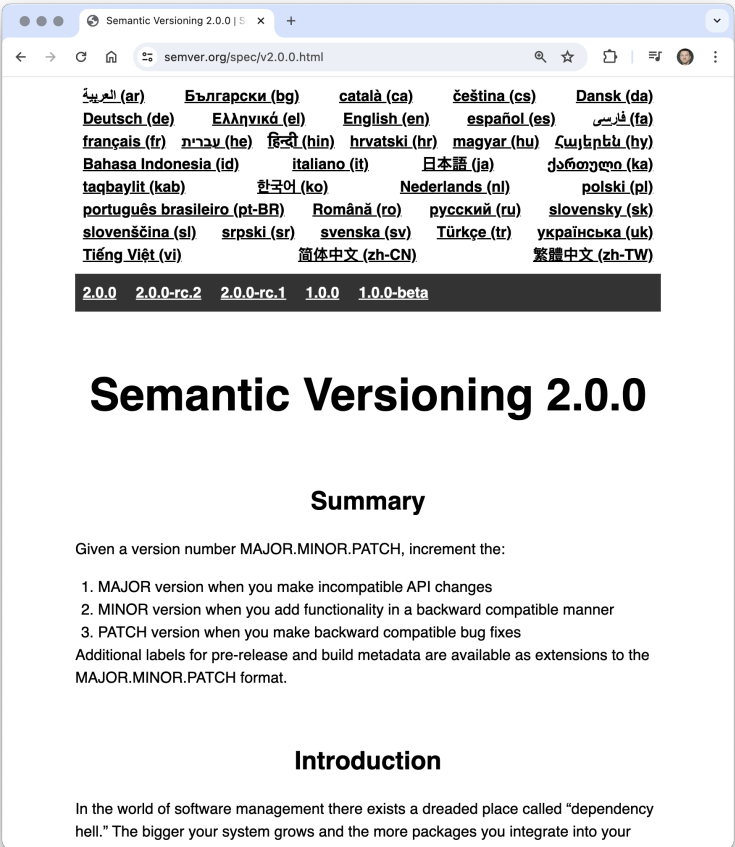 Semantic Versioning 2.0.0 | S
semver.org/spec/v2.0.0.html
العربية (ar) Български (bg) català (ca) čeština (cs) Dansk (da)
Deutsch (de) Ελληνικά (el) English (en) español (es) فارسی (fa)
français (fr) עברית (he) हिन्दी (hin) hrvatski (hr) magyar (hu) Հայերեն (hy)
Bahasa Indonesia (id) italiano (it) 日本語 (ja) ქართული (ka)
taqbaylit (kab) 한국어 (ko) Nederlands (nl) polski (pl)
português brasileiro (pt-BR) Română (ro) русский (ru) slovensky (sk)
slovenščina (sl) srpski (sr) svenska (sv) Türkçe (tr) українська (uk)
Tiếng Việt (vi) 简体中文 (zh-CN) 繁體中文 (zh-TW)
2.0.0 2.0.0-rc.2 2.0.0-rc.1 1.0.0 1.0.0-beta
Semantic Versioning 2.0.0
Summary
Given a version number MAJOR.MINOR.PATCH, increment the:
1. MAJOR version when you make incompatible API changes
2. MINOR version when you add functionality in a backward compatible manner
3. PATCH version when you make backward compatible bug fixes
Additional labels for pre-release and build metadata are available as extensions to the
MAJOR.MINOR.PATCH format.
Introduction
In the world of software management there exists a dreaded place called “dependency
hell.” The bigger your system grows and the more packages you integrate into your